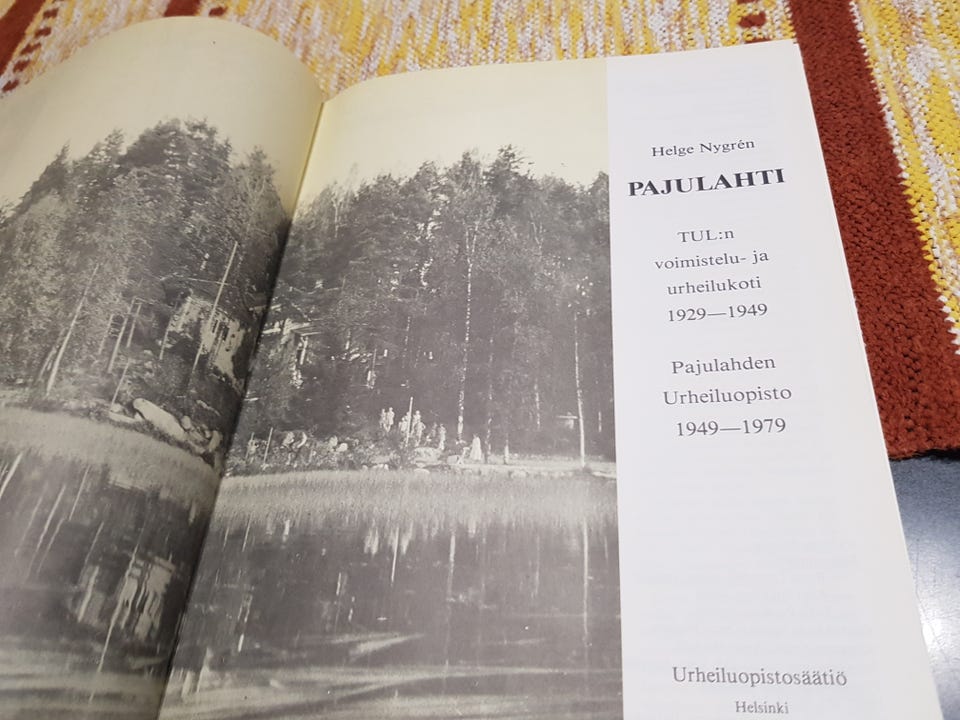 Helge Nygrén
PAJULAHTI
TUL:n
voimistelu- ja
urheilukoti
1929—1949
Pajulahden
Urheiluopisto
1949—1979
Urheiluopistosäätiö
Helsinki